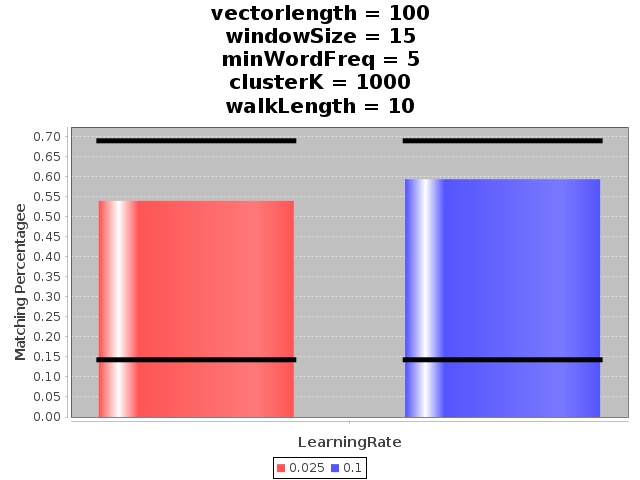 vectorlength = 100
windowSize = 15
minWordFreq = 5
clusterK = 1000
walkLength = 10
Matching Percentagee
0.70
0.65
0.60
0.55
0.50
0.45
0.40
0.35
0.30
0.25
0.20
0.15
0.10
0.05
0.00
LearningRate
0.025 0.1